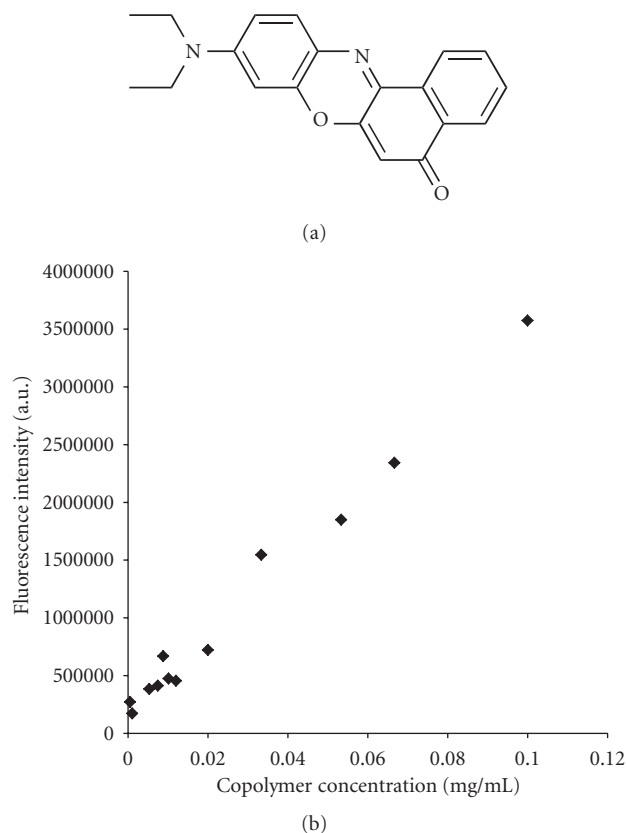 N
N
O
O
(a)
4000000
3500000
3000000
2500000
2000000
1500000
1000000
500000
0
0 0.02 0.04 0.06 0.08 0.1 0.12
Fluorescence intensity (a.u.)
Copolymer concentration (mg/mL)
(b)